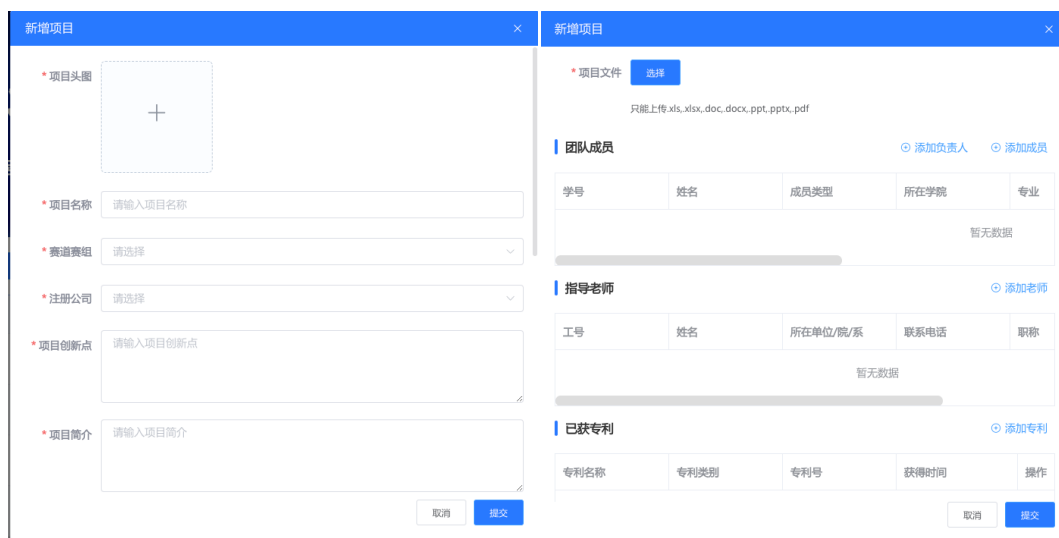 新增项目
* 项目头图
* 项目名称 请输入项目名称
* 赛道赛组 请选择
* 注册公司 请选择
* 项目创新点 请输入项目创新点
* 项目简介 请输入项目简介
取消 提交
新增项目
* 项目文件 选择
只能上传.xls,.xlsx,.doc,.docx,.ppt,.pptx,.pdf
团队成员 添加负责人 添加成员
学号 姓名 成员类型 所在学院 专业
暂无数据
指导老师 添加老师
工号 姓名 所在单位/院/系 联系电话 职称
暂无数据
已获专利 添加专利
专利名称 专利类别 专利号 获得时间 操作
取消 提交